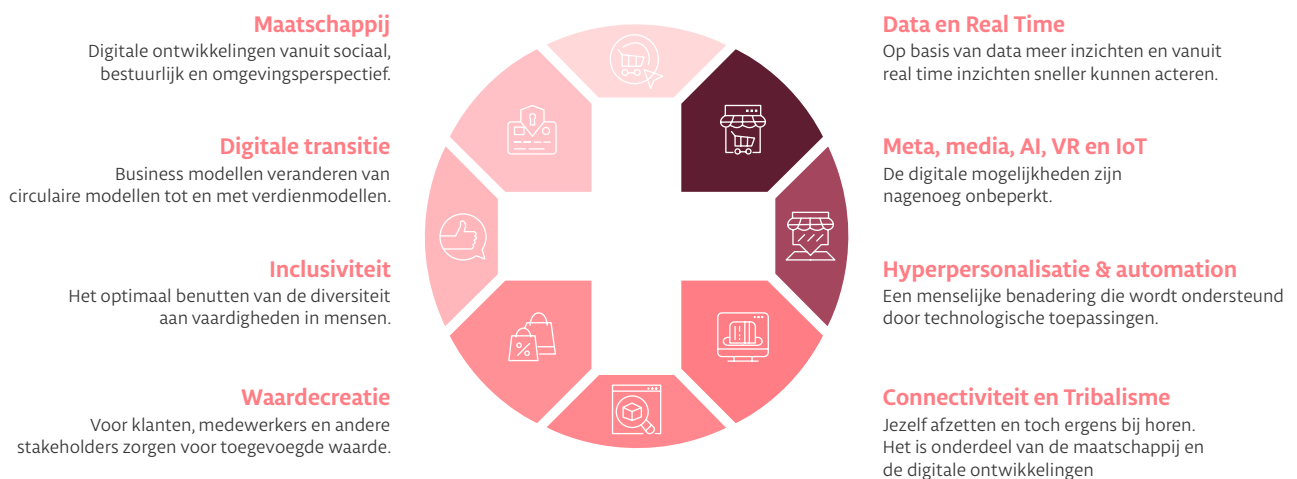 Maatschappij
Digitale ontwikkelingen vanuit sociaal,
bestuurlijk en omgevingsperspectief.
Digitale transitie
Business modellen veranderen van
circulaire modellen tot en met verdienmodellen.
Inclusiviteit
Het optimaal benutten van de diversiteit
aan vaardigheden in mensen.
Waardecreatie
Voor klanten, medewerkers en andere
stakeholders zorgen voor toegevoegde waarde.
%
Data en Real Time
Op basis van data meer inzichten en vanuit
real time inzichten sneller kunnen acteren.
Meta, media, AI, VR en IoT
De digitale mogelijkheden zijn
nagenoeg onbeperkt.
Hyperpersonalisatie & automation
Een menselijke benadering die wordt ondersteund
door technologische toepassingen.
Connectiviteit en Tribalisme
Jezelf afzetten en toch ergens bij horen.
Het is onderdeel van de maatschappij en
de digitale ontwikkelingen